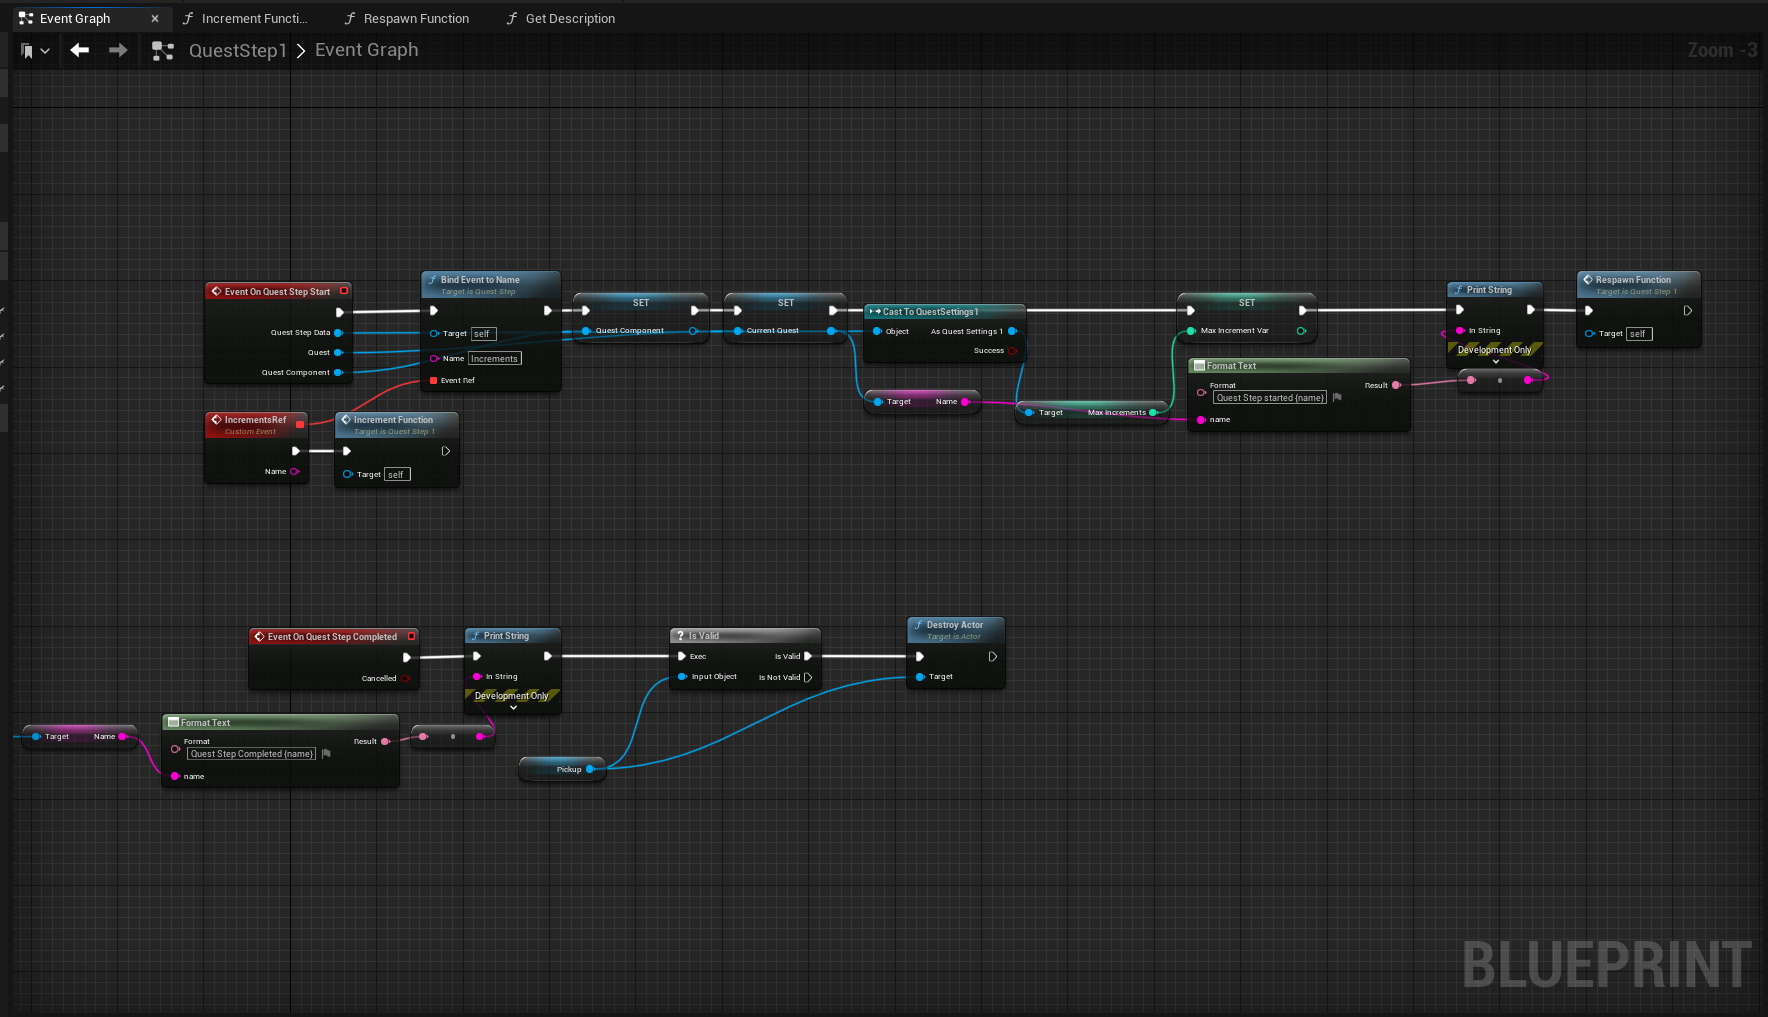 Event Graph
Increment Functi...
Respawn Function
Get Description
QuestStep1
Event Graph
Zoom -3
Event On Quest Step Start
Quest Step Data
Quest
Quest Component
Bind Event to Name
Target is Quest Step
Target
self
Name
Increments
Event Ref
SET
Quest Component
SET
Current Quest
Cast To QuestSettings1
Object
As Quest Settings 1
Success
Target
Name
Target
Max Increments
SET
Max Increment Var
Format Text
Format
Quest Step started {name}
Result
name
Print String
In String
Development Only
Respawn Function
Target is Quest Step 1
Target
self
IncrementsRef
Custom Event
Name
Increment Function
Target is Quest Step 1
Target
self
Event On Quest Step Completed
Cancelled
Print String
In String
Development Only
Is Valid
Exec
Is Valid
Input Object
Is Not Valid
Destroy Actor
Target is Actor
Target
Target
Name
Format Text
Format
Quest Step Completed {name}
Result
name
Pickup
BLUEPRINT